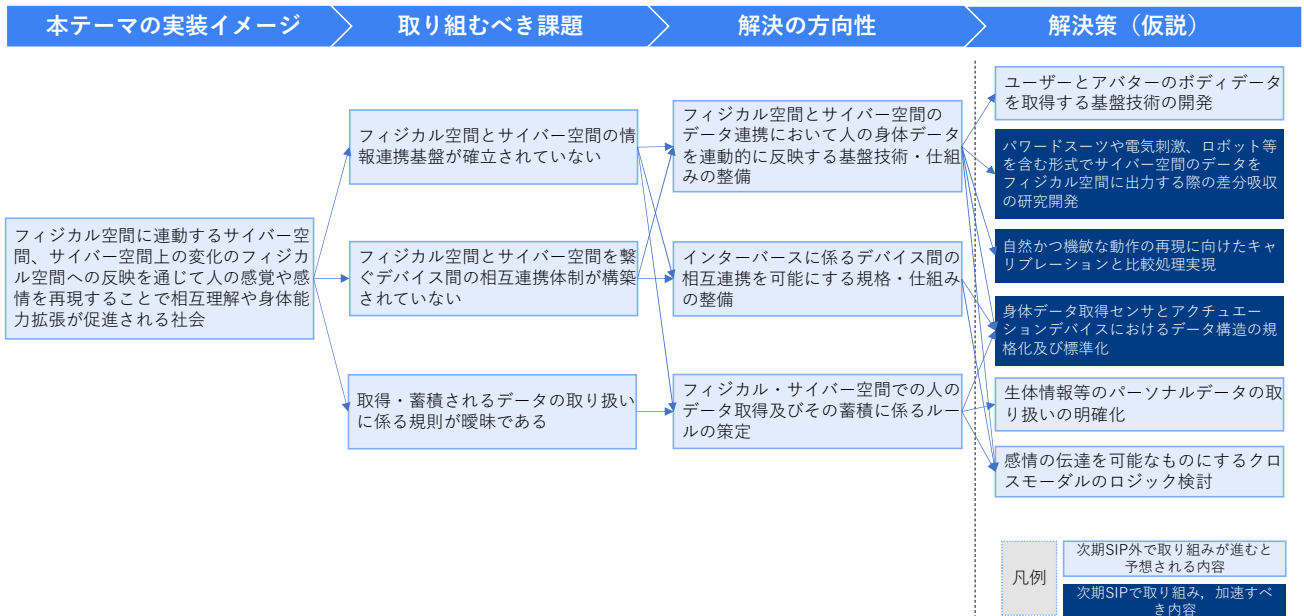 本テーマの実装イメージ
取り組むべき課題
解決の方向性
解決策（仮説）
フィジカル空間に連動するサイバー空
間、サイバー空間上の変化のフィジカ
ル空間への反映を通じて人の感覚や感
情を再現することで相互理解や身体能
力拡張が促進される社会
フィジカル空間とサイバー空間の情
報連携基盤が確立されていない
フィジカル空間とサイバー空間を繋
ぐデバイス間の相互連携体制が構築
されていない
取得・蓄積されるデータの取り扱い
に係る規則が曖昧である
フィジカル空間とサイバー空間の
データ連携において人の身体データ
を連動的に反映する基盤技術・仕組
みの整備
インターバースに係るデバイス間の
相互連携を可能にする規格・仕組み
の整備
フィジカル・サイバー空間での人の
データ取得及びその蓄積に係るルー
ルの策定
ユーザーとアバターのボディデータ
を取得する基盤技術の開発
パワードスーツや電気刺激、ロボット等
を含む形式でサイバー空間のデータを
フィジカル空間に出力する際の差分吸収
の研究開発
自然かつ機敏な動作の再現に向けたキャ
リブレーションと比較処理実現
身体データ取得センサとアクチュエー
ションデバイスにおけるデータ構造の規
格化及び標準化
生体情報等のパーソナルデータの取
り扱いの明確化
感情の伝達を可能なものにするクロ
スモーダルのロジック検討
凡例
次期SIP外で取り組みが進むと
予想される内容
次期SIPで取り組み，加速すべ
き内容